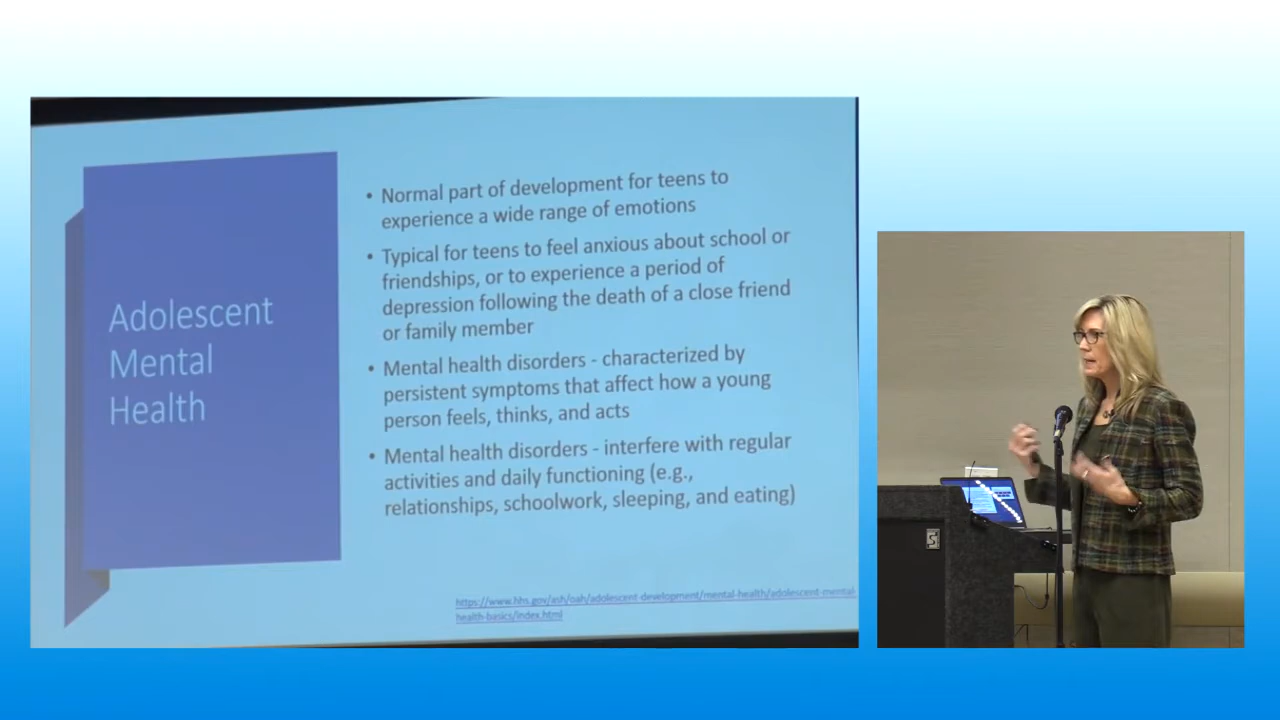 Adolescent
Mental
Health
• Normal part of development for teens to
experience a wide range of emotions
• Typical for teens to feel anxious about school or
friendships, or to experience a period of
depression following the death of a close friend
or family member
• Mental health disorders - characterized by
persistent symptoms that affect how a young
person feels, thinks, and acts
• Mental health disorders - interfere with regular
activities and daily functioning (e.g.,
relationships, schoolwork, sleeping, and eating)
https://www.hhs.gov/ash/oah/adolescent-development/mental-health/adolescent-mental-
health-basics/index.html